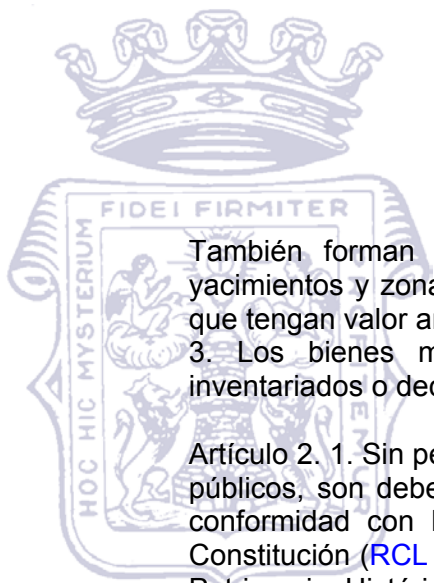 FIDEI FIRMITER
HOC HIC MYSTERIUM
También forman
yacimientos y zona
que tengan valor a
3. Los bienes m
inventariados o dec
Artículo 2. 1. Sin pe
públicos, son debe
conformidad con
Constitución (RCL